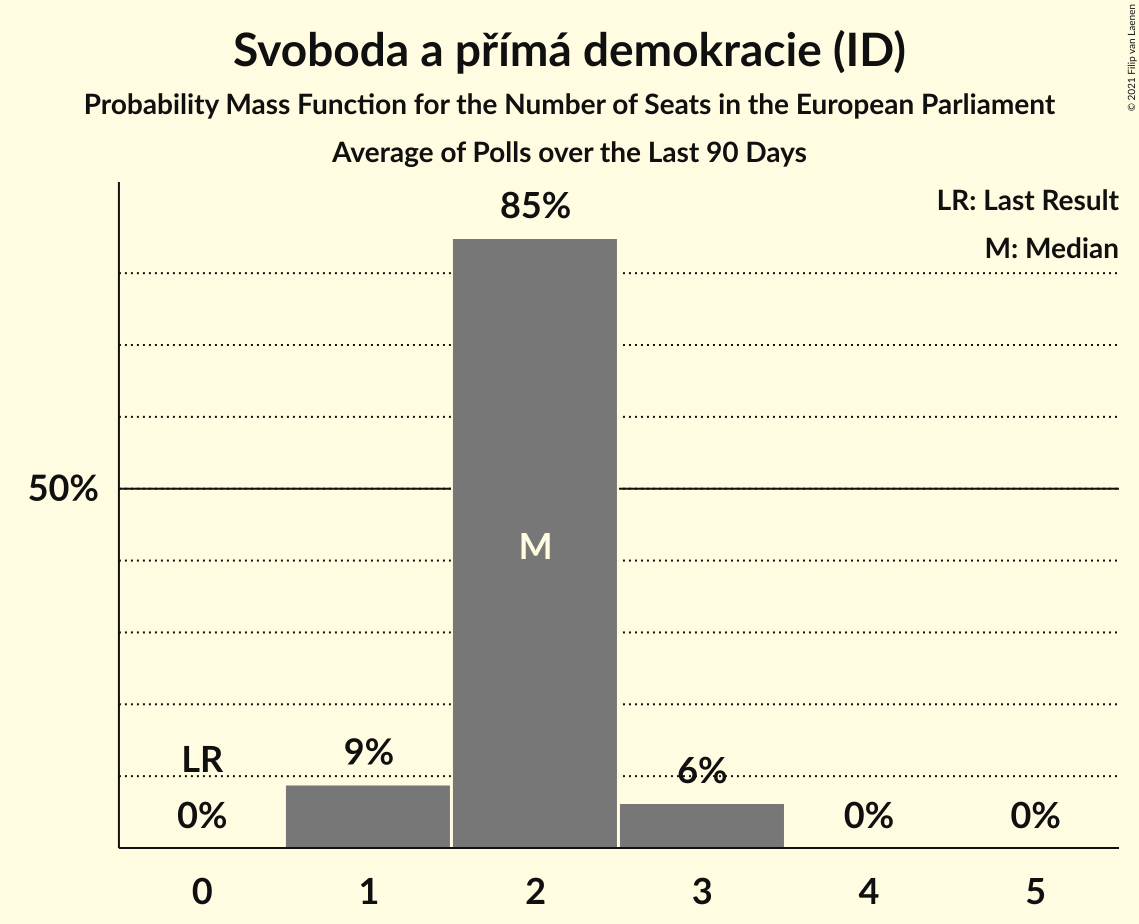 Svoboda a přímá demokracie (ID)
Probability Mass Function for the Number of Seats in the European Parliament
Average of Polls over the Last 90 Days
© 2021 Filip van Laenen
LR: Last Result
M: Median
85%
50%
M
LR
9%
6%
0%
0%
0%
0 1 2 3 4 5